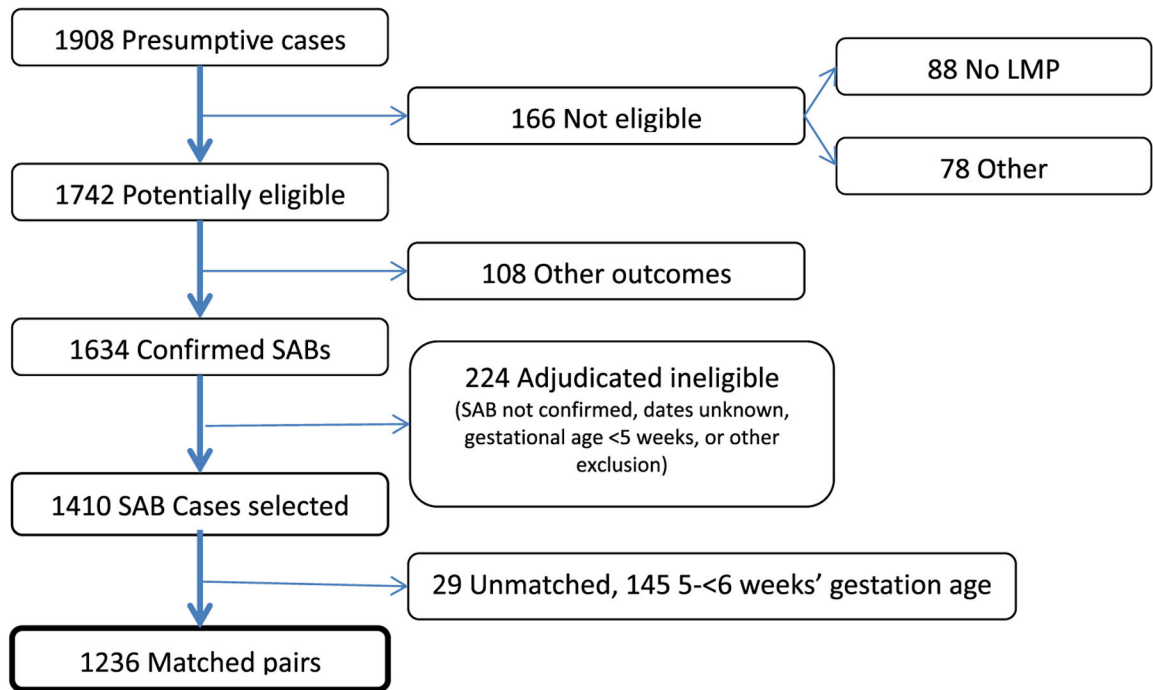 1908 Presumptive cases
88 No LMP
166 Not eligible
78 Other
1742 Potentially eligible
108 Other outcomes
1634 Confirmed SABs
224 Adjudicated ineligible
(SAB not confirmed, dates unknown,
gestational age <5 weeks, or other
exclusion)
1410 SAB Cases selected
29 Unmatched, 145 5-<6 weeks’ gestation age
1236 Matched pairs